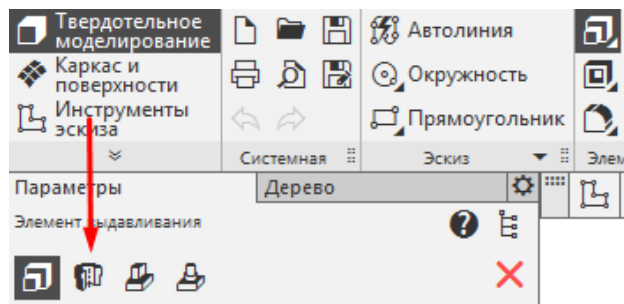 Твердотельное
моделирование
Каркас и
поверхности
Инструменты
эскиза
Системная
Автолиния
Окружность
Прямоугольник
Эскиз
Элем
Параметры
Дерево
Элемент выдавливания